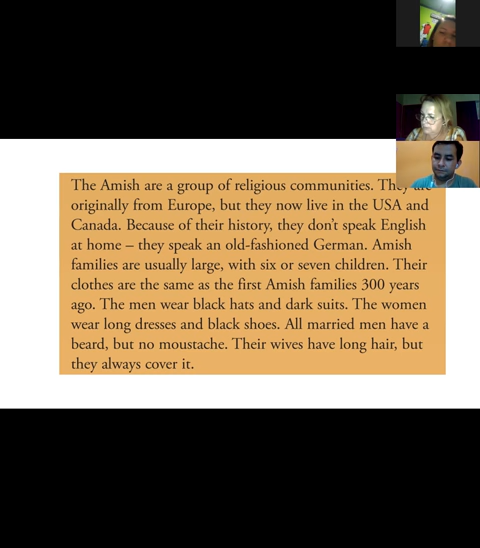 The Amish are a group of religious communities. They are
originally from Europe, but they now live in the USA and
Canada. Because of their history, they don't speak English
at home – they speak an old-fashioned German. Amish
families are usually large, with six or seven children. Their
clothes are the same as the first Amish families 300 years
ago. The men wear black hats and dark suits. The women
wear long dresses and black shoes. All married men have a
beard, but no moustache. Their wives have long hair, but
they always cover it.